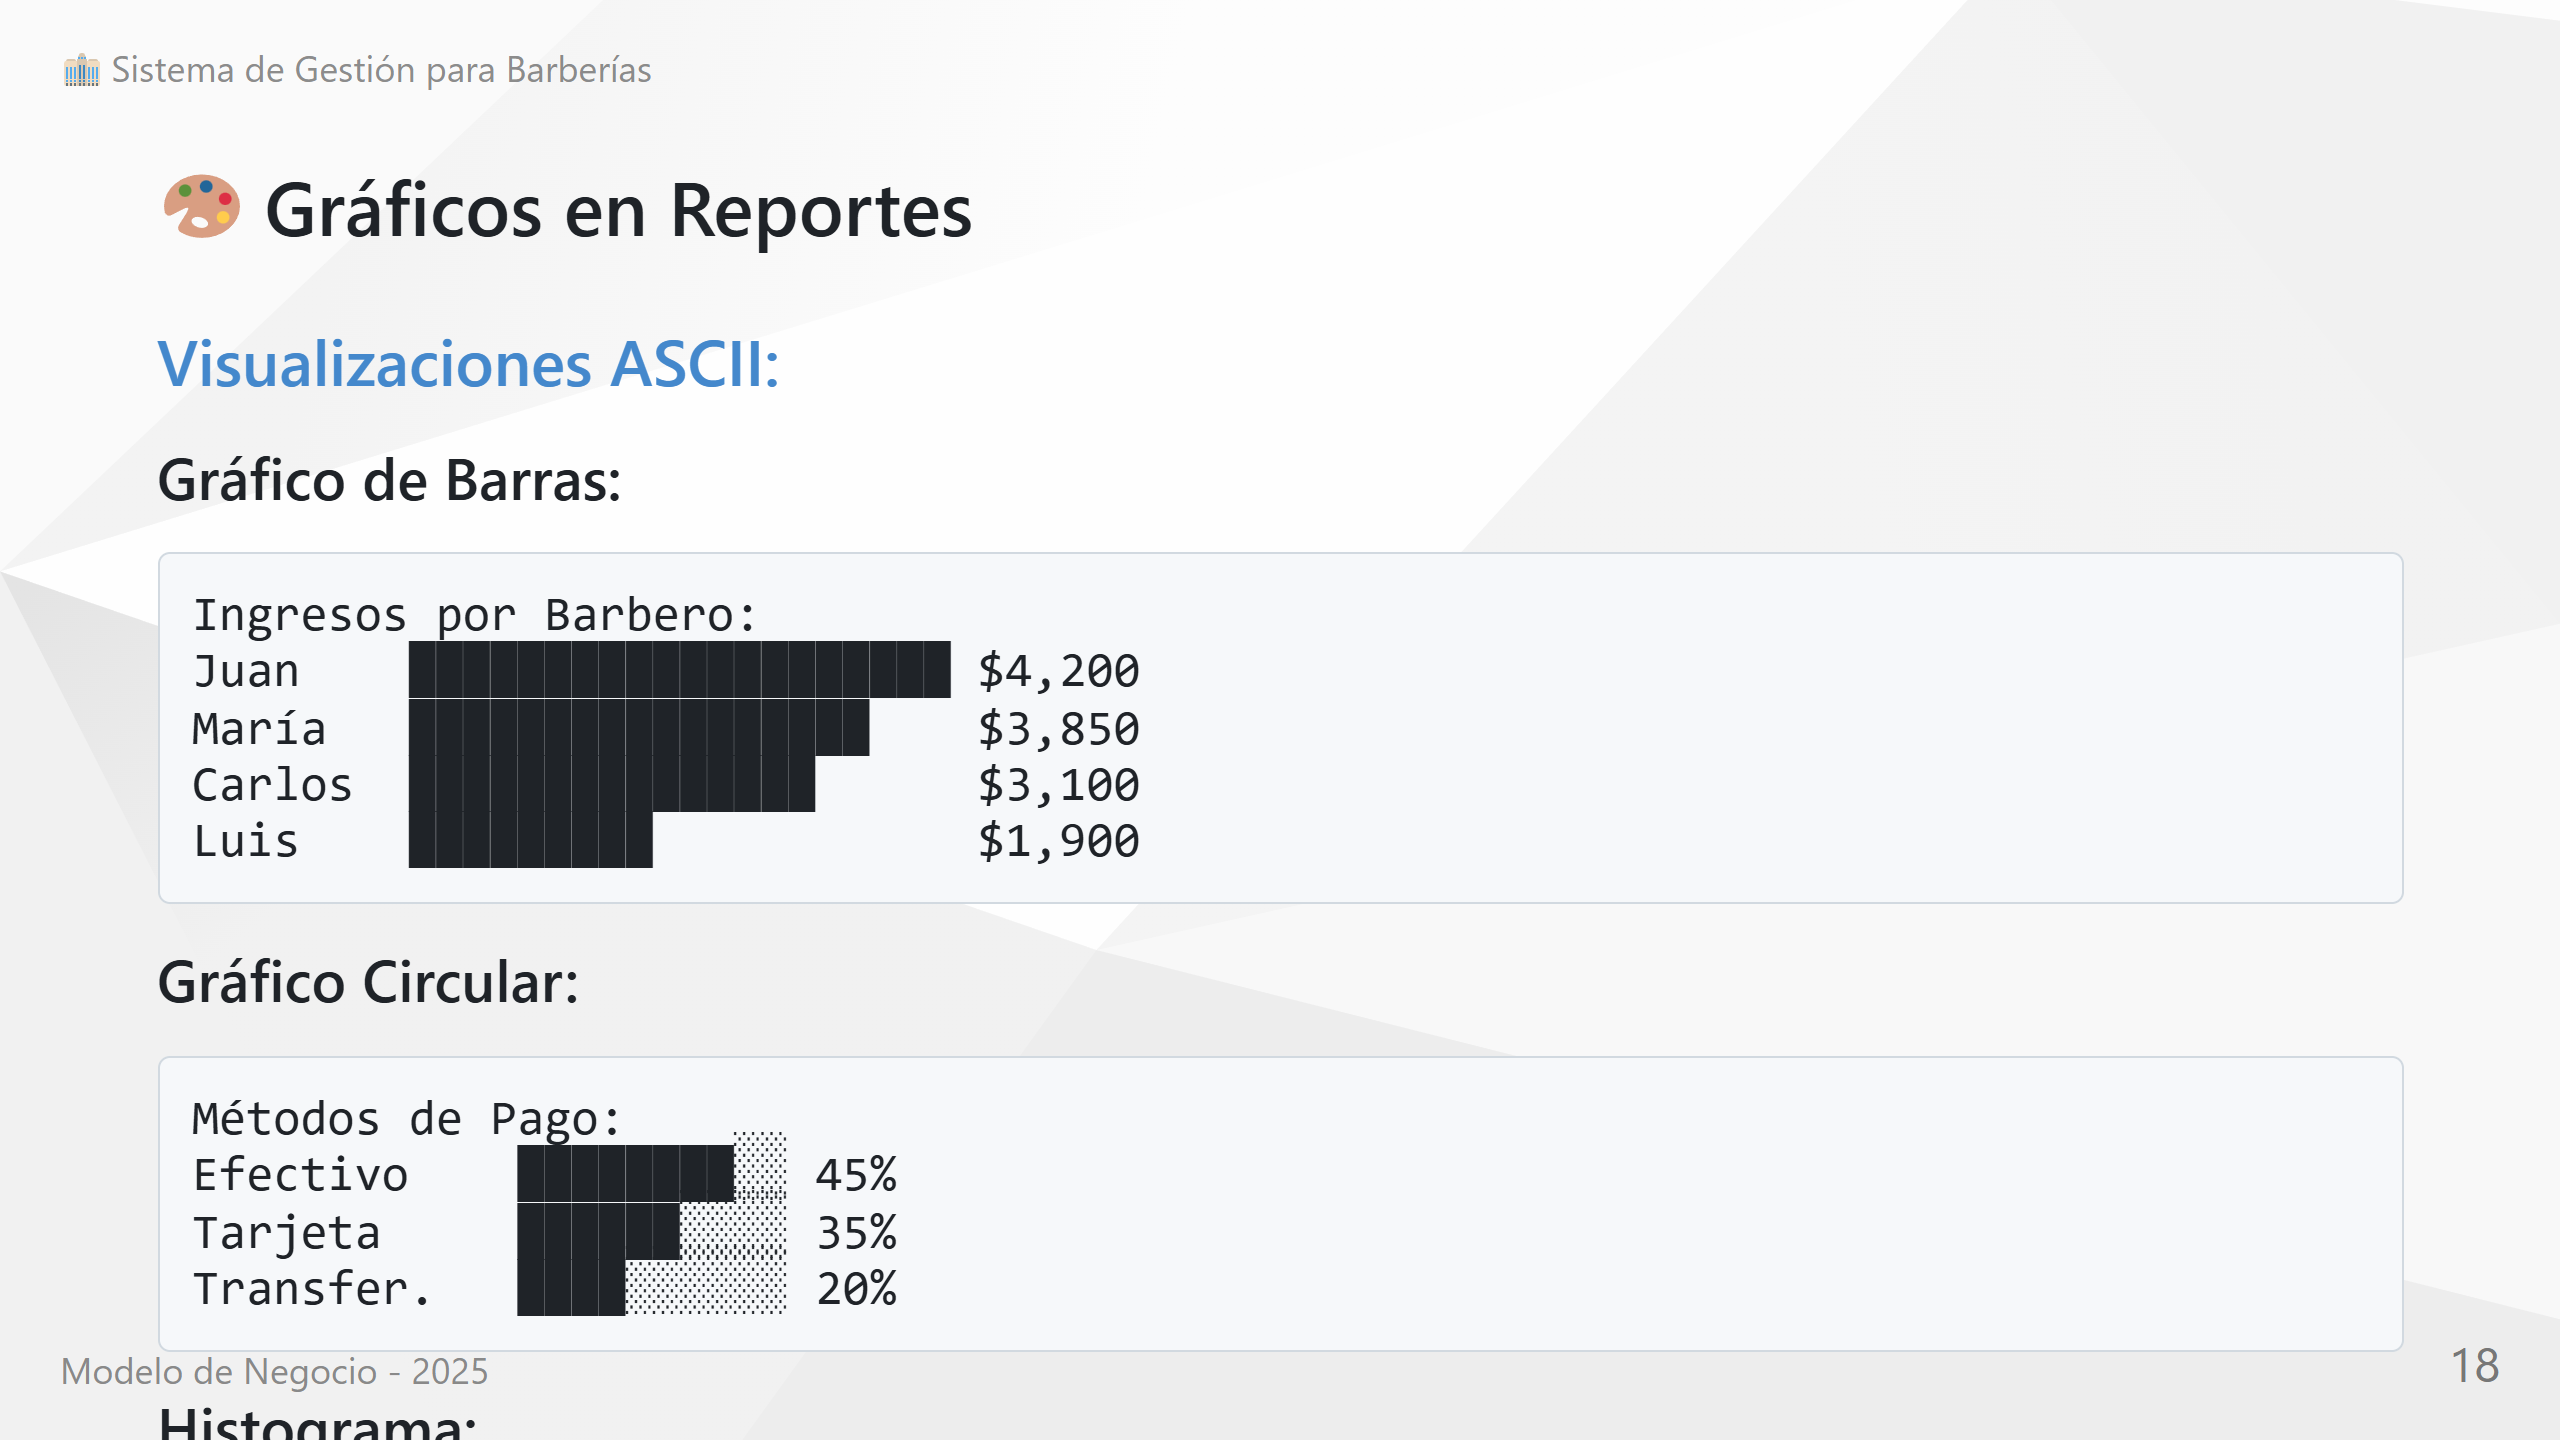 Sistema de Gestión para Barberías
Gráficos en Reportes
Visualizaciones ASCII:
Gráfico de Barras:
Ingresos por Barbero:
Juan ████████████████████ $4,200
María █████████████████ $3,850
Carlos ███████████████ $3,100
Luis █████████ $1,900
Gráfico Circular:
Métodos de Pago:
Efectivo ████████░░ 45%
Tarjeta ██████░░░░ 35%
Transfer. ████░░░░░░ 20%
Modelo de Negocio - 2025
18
Histograma: